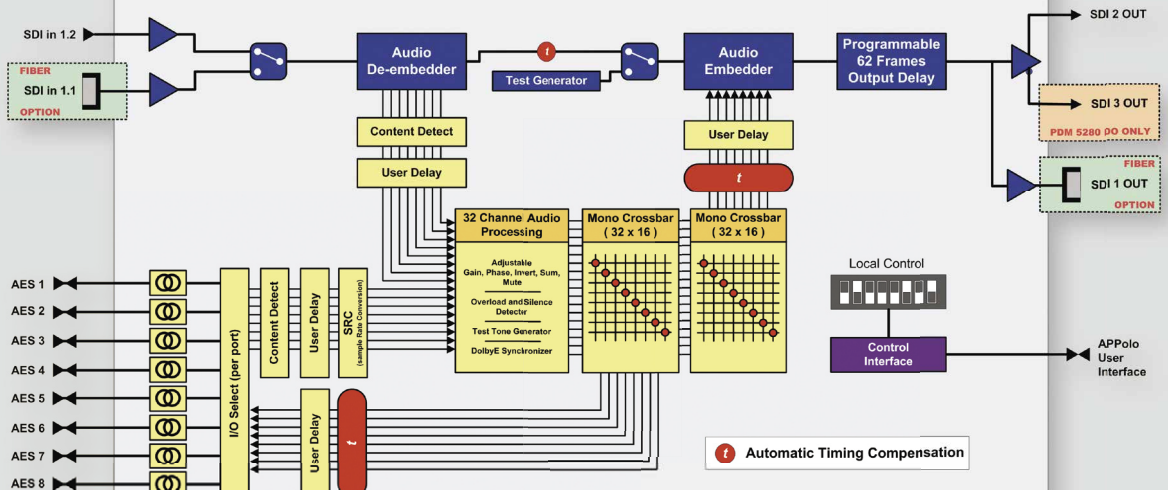 SDI in 1.2
FIBER
SDI in 1.1
OPTION
Audio
De-embedder
t
Test Generator
Audio
Embedder
Programmable
62 Frames
Output Delay
SDI 2 OUT
SDI 3 OUT
PDM 5280 DO ONLY
FIBER
SDI 1 OUT
OPTION
Content Detect
User Delay
User Delay
t
32 Channel Audio
Processing
Adjustable
Gain, Phase, Invert, Sum,
Mute
Overload and Silence
Detector
Test Tone Generator
DolbyE Synchronizer
Mono Crossbar
( 32 x 16 )
Mono Crossbar
( 32 x 16 )
Local Control
Control
Interface
APPolo
User
Interface
AES 1
AES 2
AES 3
AES 4
AES 5
AES 6
AES 7
AES 8
I/O Select (per port)
Content Detect
User Delay
SRC
(sample Rate Conversion)
User Delay
t
t Automatic Timing Compensation